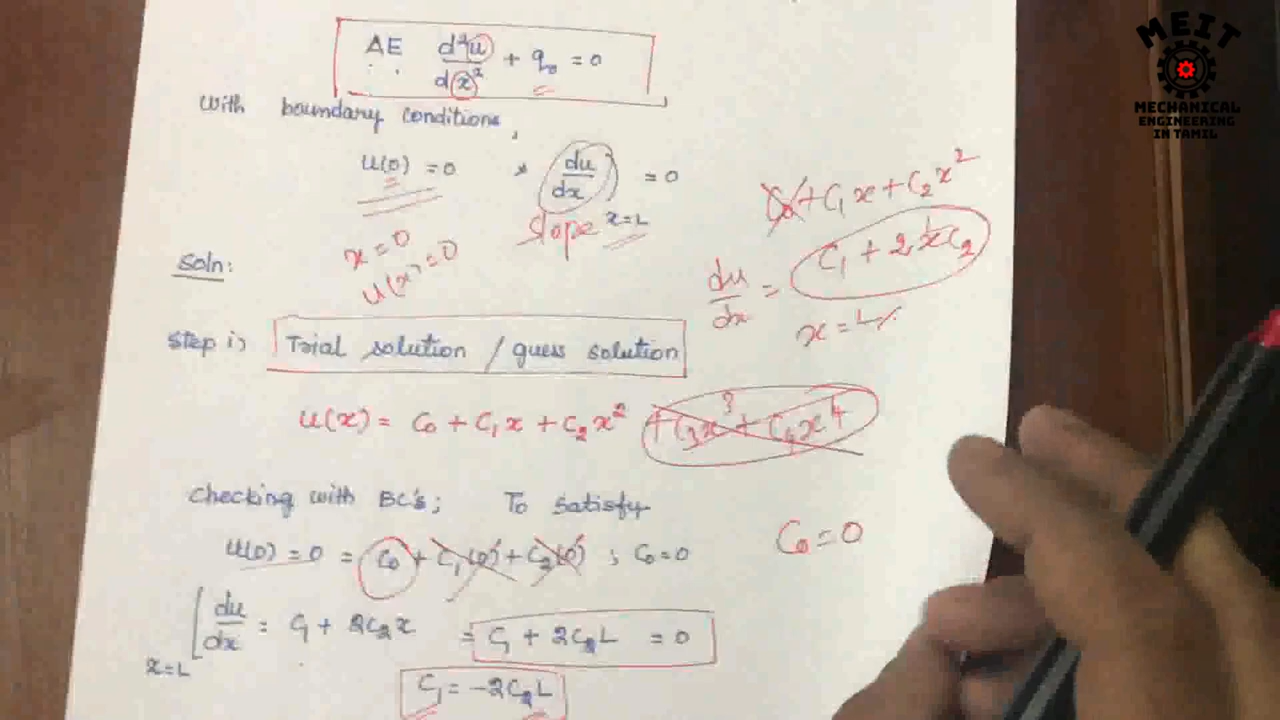 MEIT
MECHANICAL
ENGINEERING
IN TAMIL
AE d²u/dx² + q₀ = 0
With boundary conditions,
u(0) = 0 * du/dx) x=L = 0
slope
x = 0
u(x) = 0
C₀ + C₁x + C₂x²
du/dx = C₁ + 2x¹C₂
x = L
Soln:
Step i) Trial solution / guess solution
u(x) = C₀ + C₁x + C₂x² + C₃x³ + C₄x⁴
Checking with BC's; To satisfy
u(0) = 0 = C₀ + C₁(0) + C₂(0) ; C₀ = 0
C₀ = 0
[du/dx x=L = C₁ + 2C₂x = C₁ + 2C₂L = 0
C₁ = -2C₂L